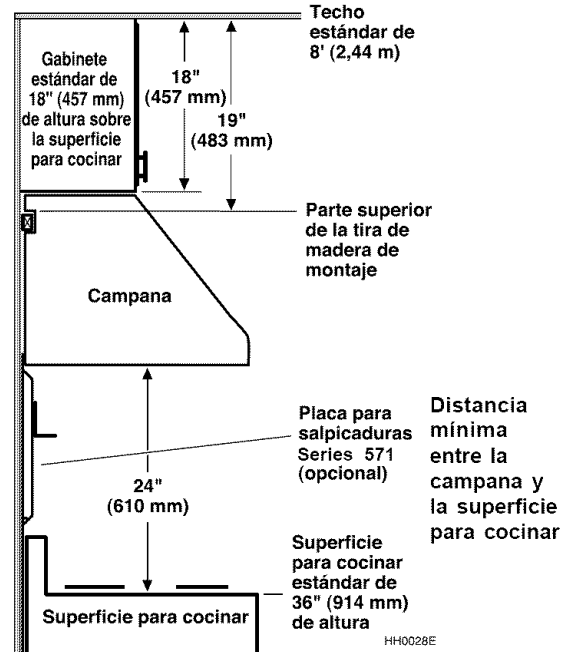 Techo
estándar de
8' (2,44 m)
Gabinete
estándar de
18" (457 mm)
de altura sobre
la superficie
para cocinar
18"
(457 mm)
19"
(483 mm)
Parte superior
de la tira de
madera de
montaje
Campana
Placa para
salpicaduras
Series 571
(opcional)
Distancia
mínima
entre la
campana y
la superficie
para cocinar
24"
(610 mm)
Superficie
para cocinar
estándar de
36" (914 mm)
de altura
Superficie para cocinar
HH0028E